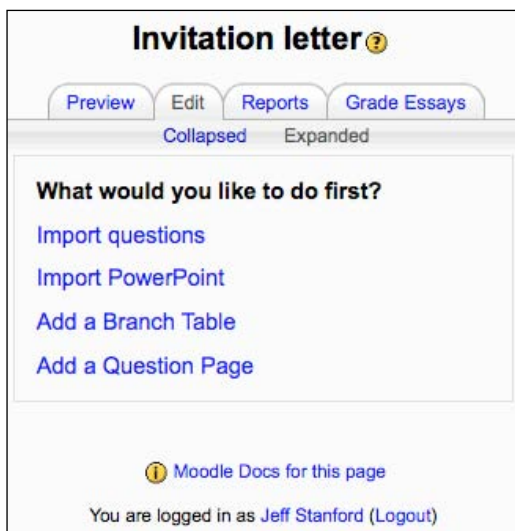 Invitation letter
Preview Edit Reports Grade Essays
Collapsed Expanded
What would you like to do first?
Import questions
Import PowerPoint
Add a Branch Table
Add a Question Page
Moodle Docs for this page
You are logged in as Jeff Stanford (Logout)